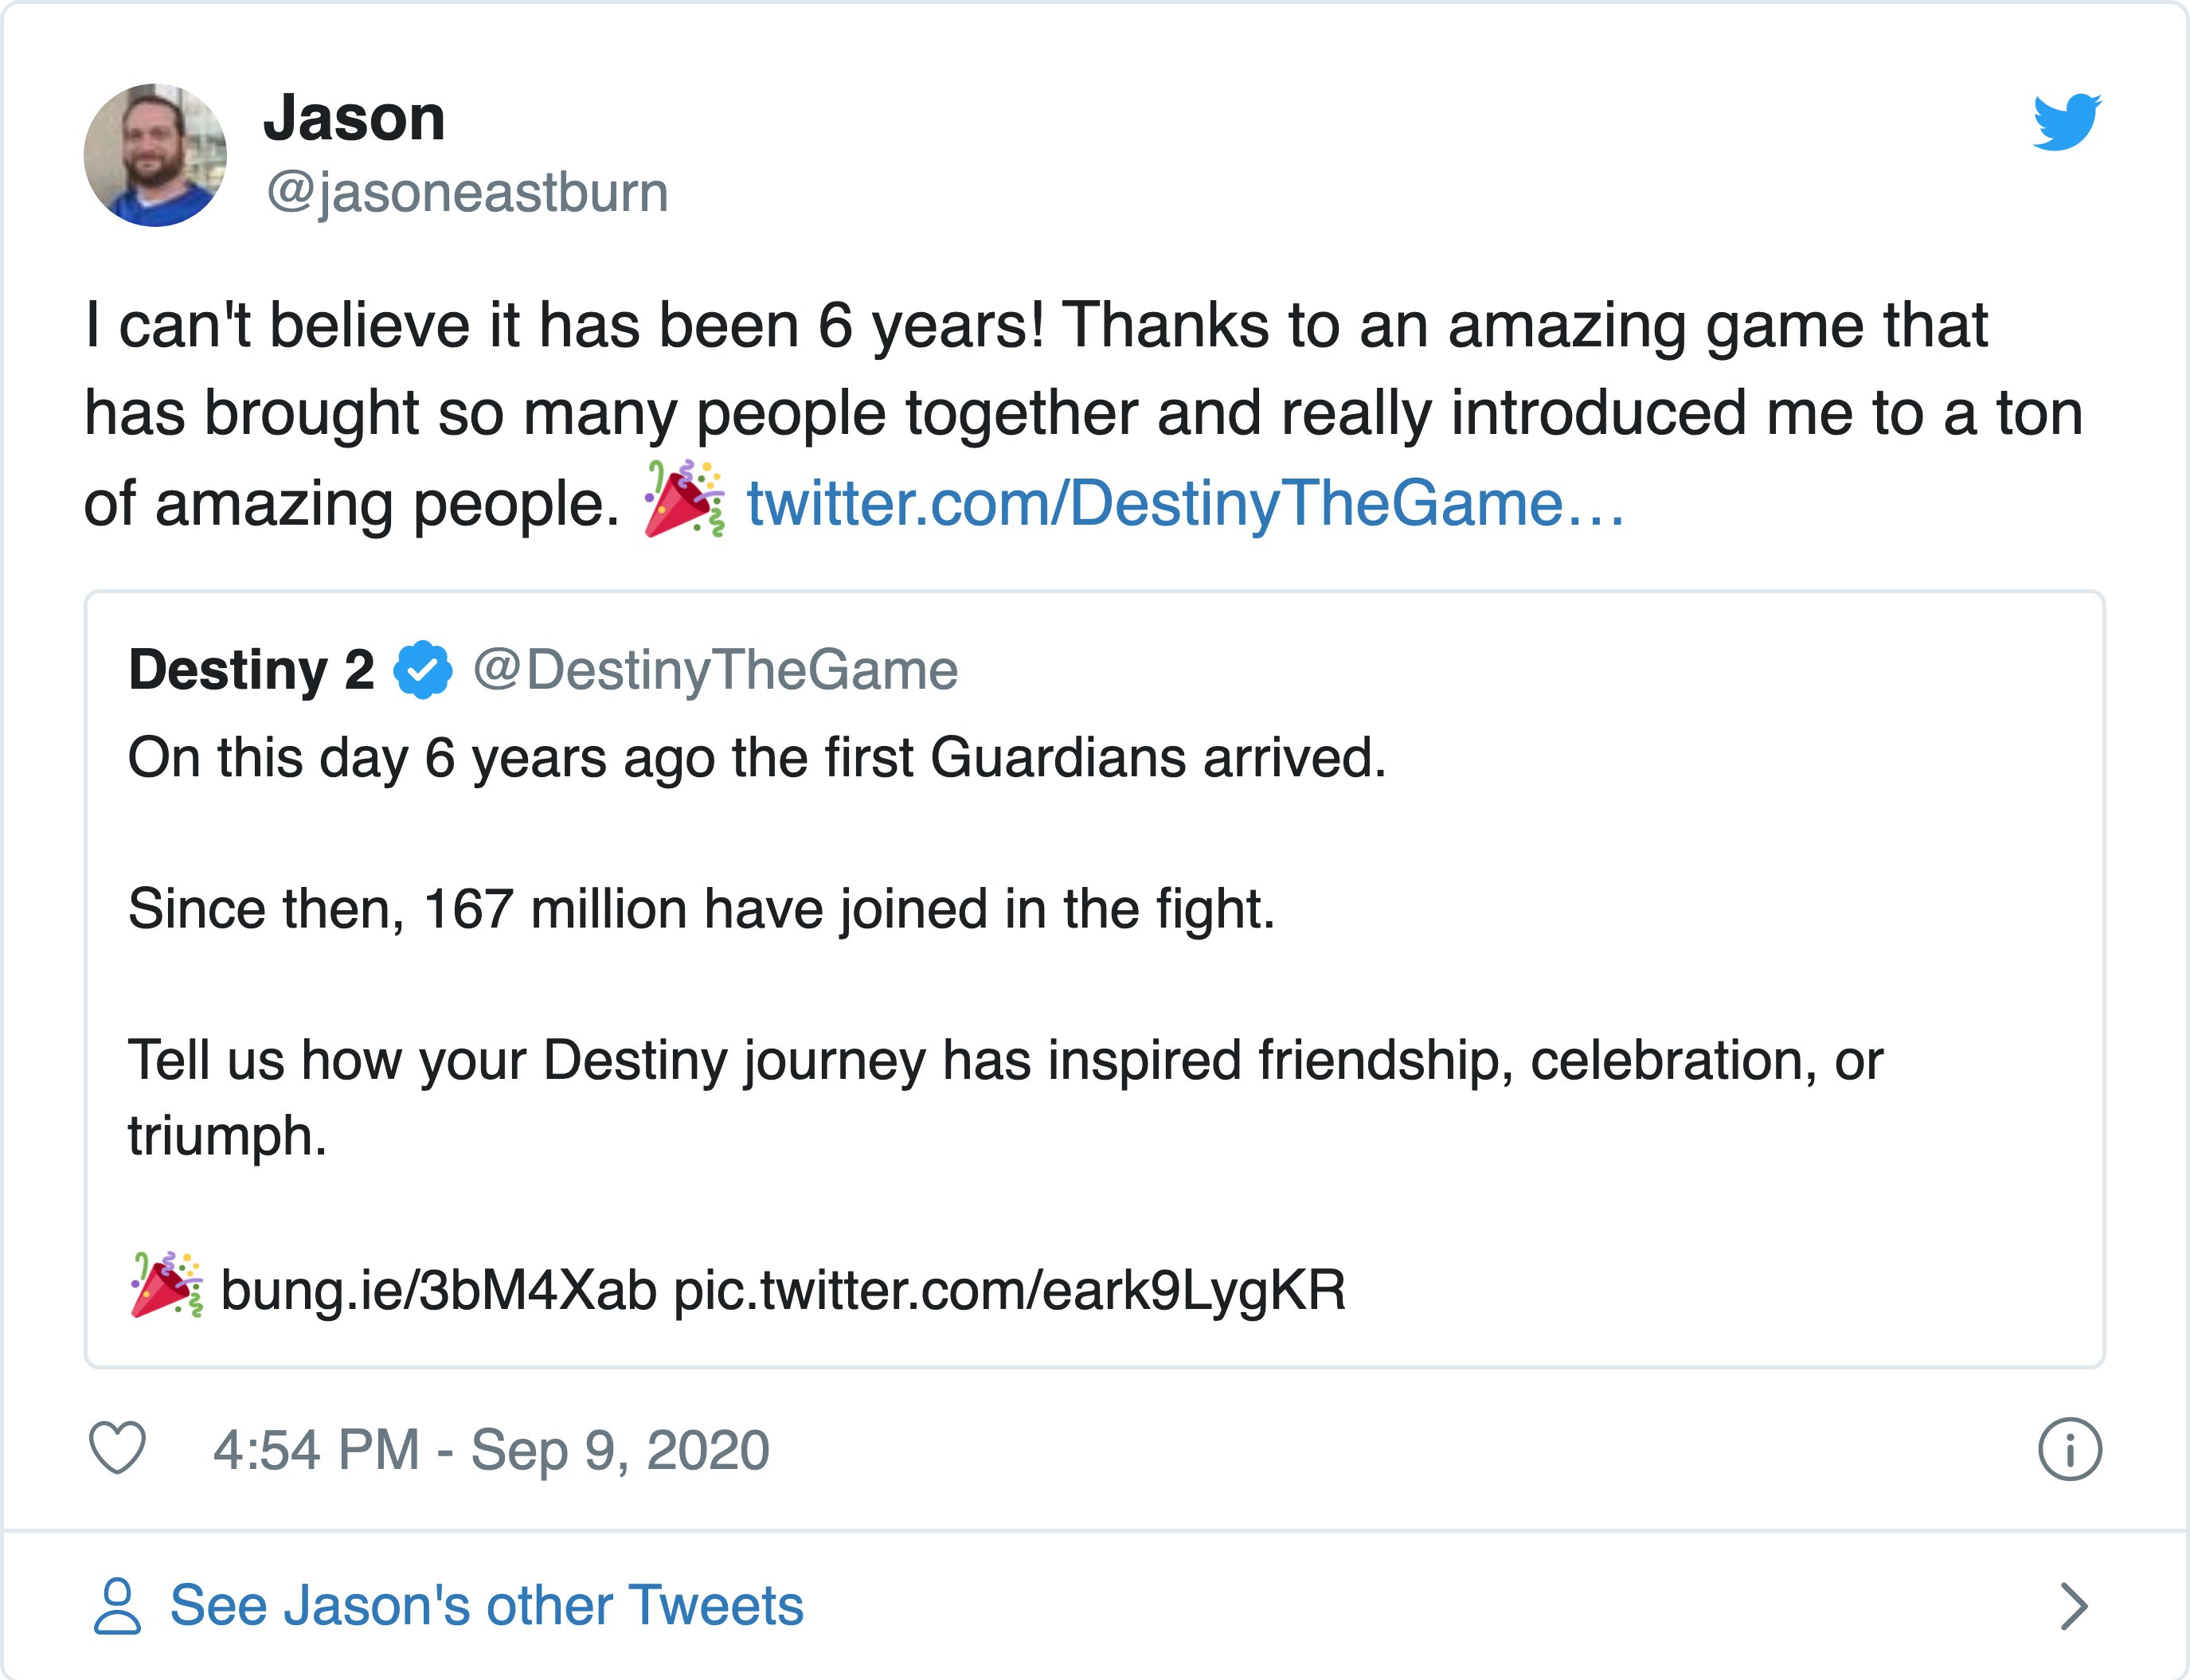 Jason
@jasoneastburn
I can't believe it has been 6 years! Thanks to an amazing game that
has brought so many people together and really introduced me to a ton
of amazing people. 🎉 twitter.com/DestinyTheGame…
Destiny 2 @DestinyTheGame
On this day 6 years ago the first Guardians arrived.
Since then, 167 million have joined in the fight.
Tell us how your Destiny journey has inspired friendship, celebration, or
triumph.
🎉 bung.ie/3bM4Xab pic.twitter.com/eark9LygKR
4:54 PM - Sep 9, 2020
See Jason's other Tweets